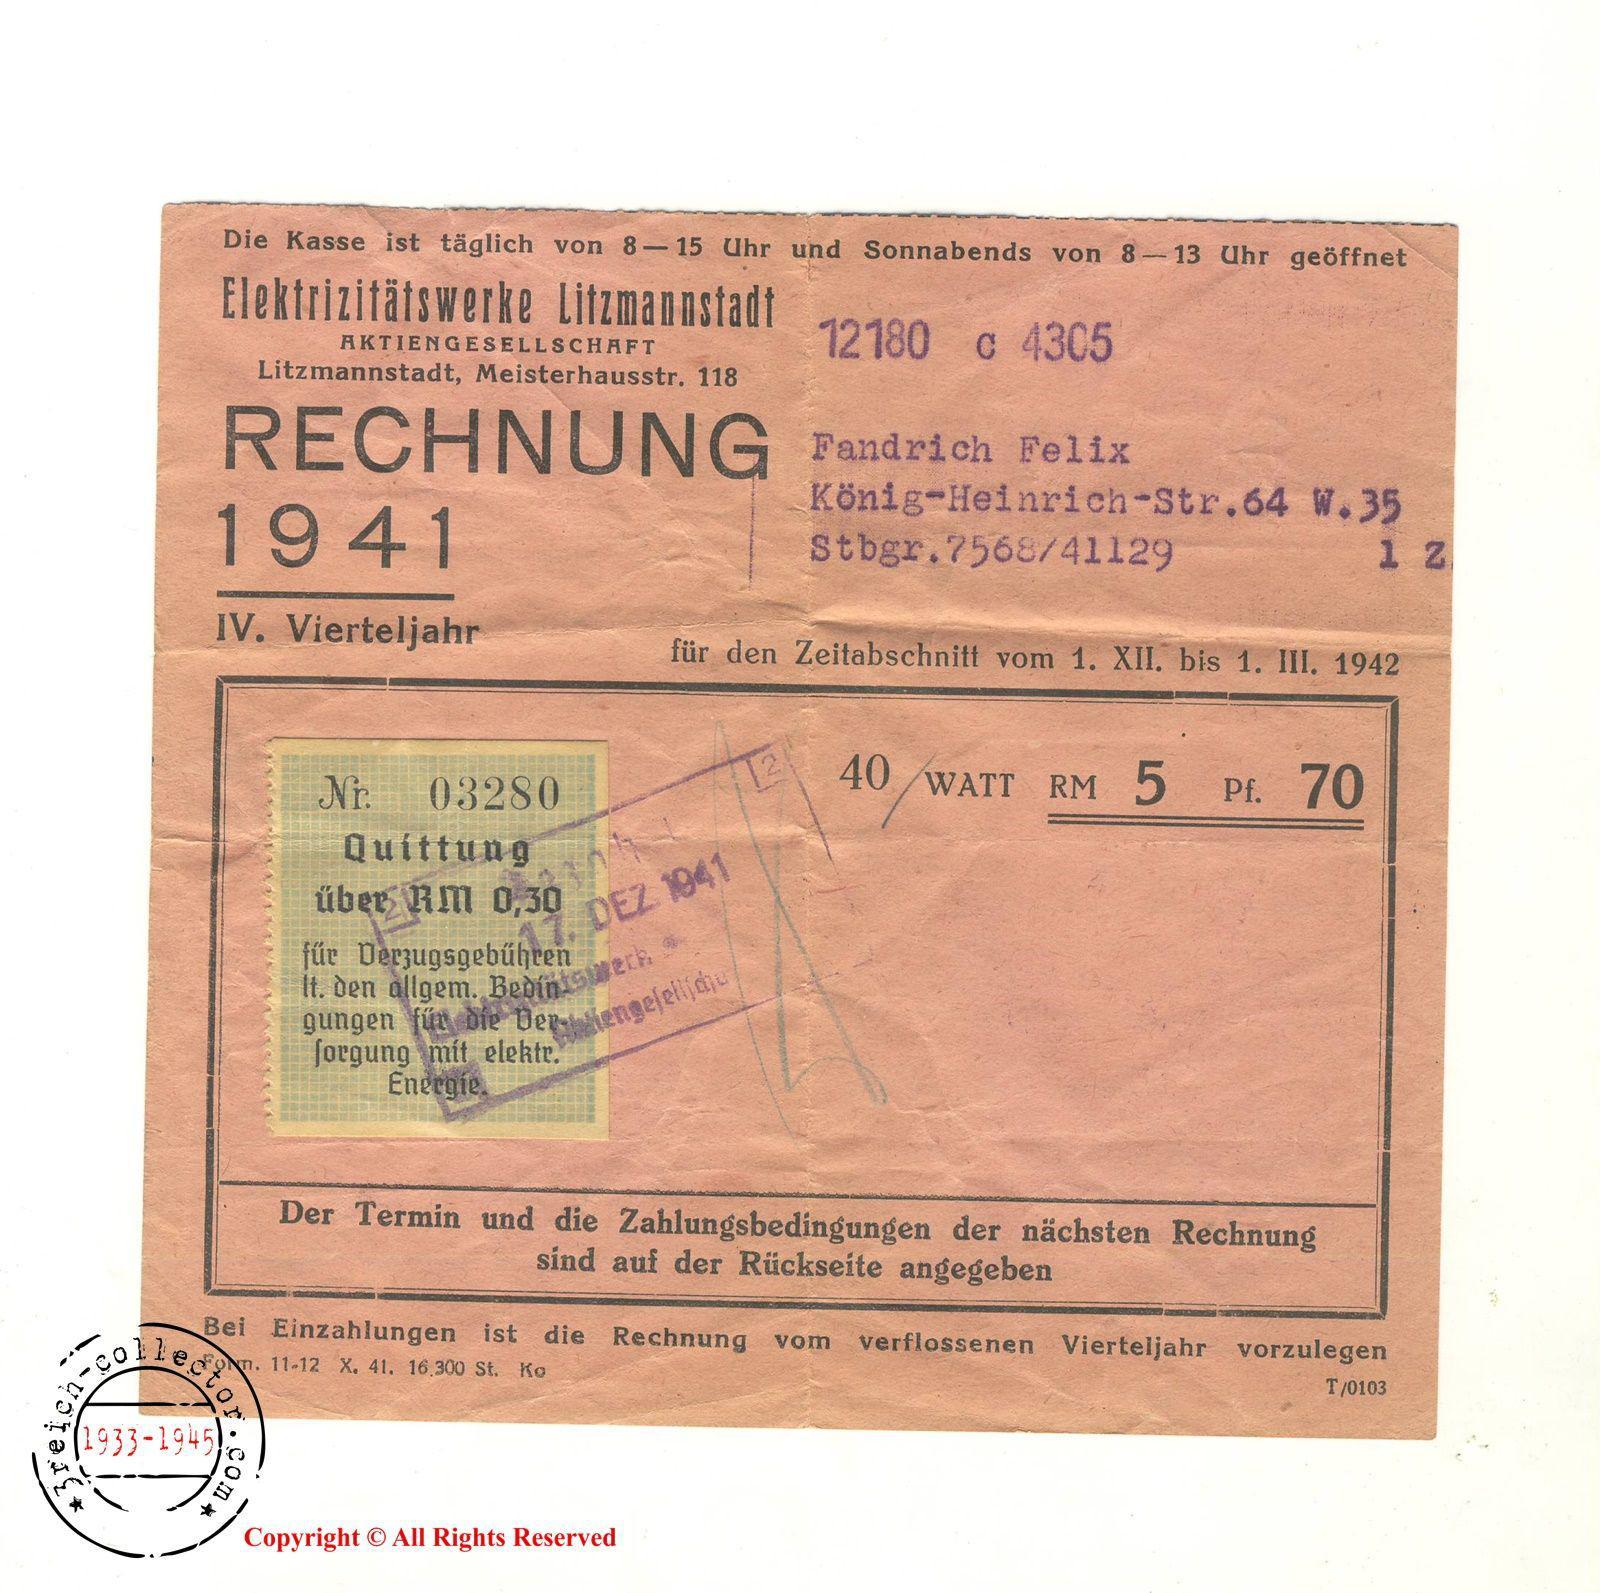 Die Kasse ist täglich von 8—15 Uhr und Sonnabends von 8—13 Uhr geöffnet
Elektrizitätswerke Litzmannstadt
AKTIENGESELLSCHAFT
Litzmannstadt, Meisterhausstr. 118
12180 c 4305
RECHNUNG
1941
IV. Vierteljahr
Fandrich Felix
König-Heinrich-Str.64 W.35
Stbgr.7568/41129 1 Z
für den Zeitabschnitt vom 1. XII. bis 1. III. 1942
40 / WATT RM 5 Pf. 70
Nr. 03280
Quittung
über RM 0,30
für Verzugsgebühren
lt. den allgem. Bedin-
gungen für die Ver-
sorgung mit elektr.
Energie.
2
2
17. DEZ 1941
Der Termin und die Zahlungsbedingungen der nächsten Rechnung
sind auf der Rückseite angegeben
Bei Einzahlungen ist die Rechnung vom verflossenen Vierteljahr vorzulegen
Form. 11-12 X. 41. 16.300 St. Ko
T/0103
3reich-collector.com
1933-1945
Copyright © All Rights Reserved